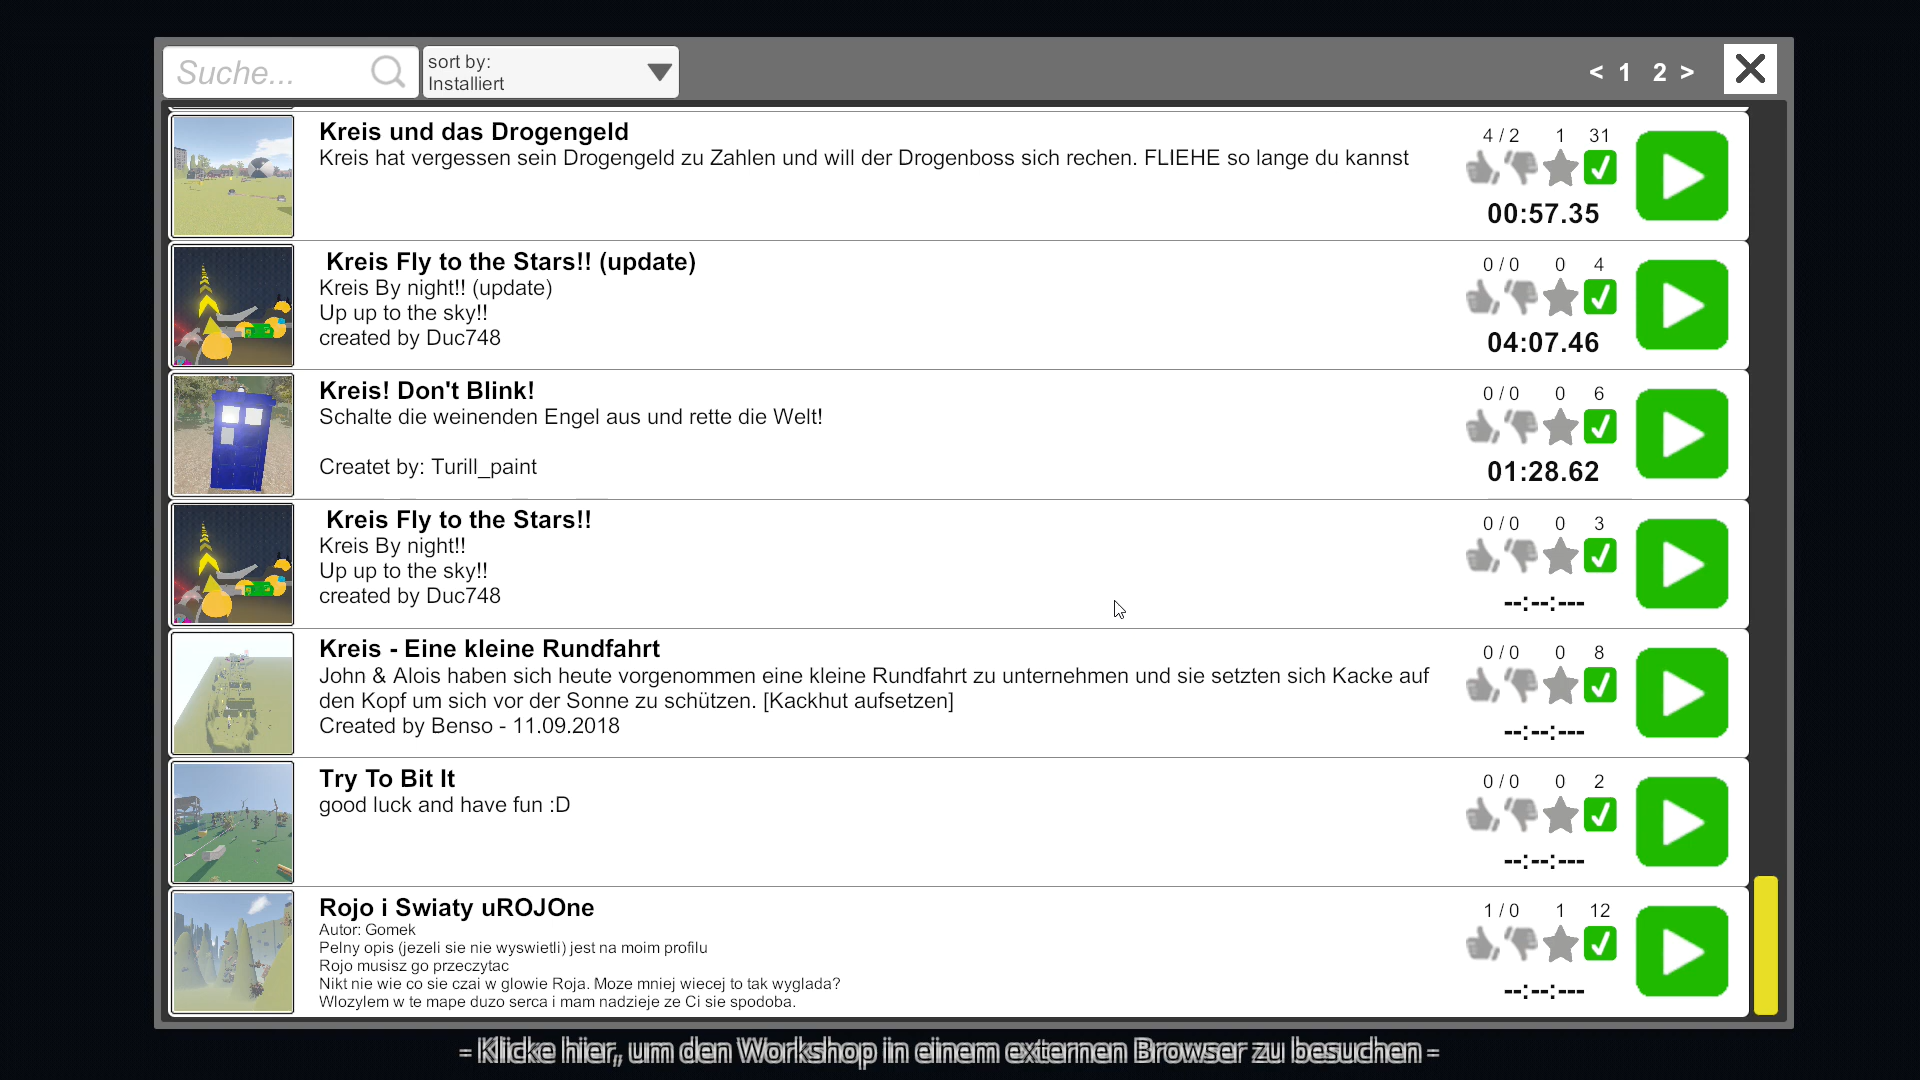 Suche...
sort by:
Installiert
< 1 2 >
Kreis und das Drogengeld
Kreis hat vergessen sein Drogengeld zu Zahlen und will der Drogenboss sich rechen. FLIEHE so lange du kannst
4 / 2 1 31
00:57.35
Kreis Fly to the Stars!! (update)
Kreis By night!! (update)
Up up to the sky!!
created by Duc748
0 / 0 0 4
04:07.46
Kreis! Don't Blink!
Schalte die weinenden Engel aus und rette die Welt!
Createt by: Turill_paint
0 / 0 0 6
01:28.62
Kreis Fly to the Stars!!
Kreis By night!!
Up up to the sky!!
created by Duc748
0 / 0 0 3
--:--:---
Kreis - Eine kleine Rundfahrt
John & Alois haben sich heute vorgenommen eine kleine Rundfahrt zu unternehmen und sie setzten sich Kacke auf
den Kopf um sich vor der Sonne zu schützen. [Kackhut aufsetzen]
Created by Benso - 11.09.2018
0 / 0 0 8
--:--:---
Try To Bit It
good luck and have fun :D
0 / 0 0 2
--:--:---
Rojo i Swiaty uROJOne
Autor: Gomek
Pelny opis (jezeli sie nie wyswietli) jest na moim profilu
Rojo musisz go przeczytac
Nikt nie wie co sie czai w glowie Roja. Moze mniej wiecej to tak wyglada?
Wlozylem w te mape duzo serca i mam nadzieje ze Ci sie spodoba.
1 / 0 1 12
--:--:---
= Klicke hier, um den Workshop in einem externen Browser zu besuchen =